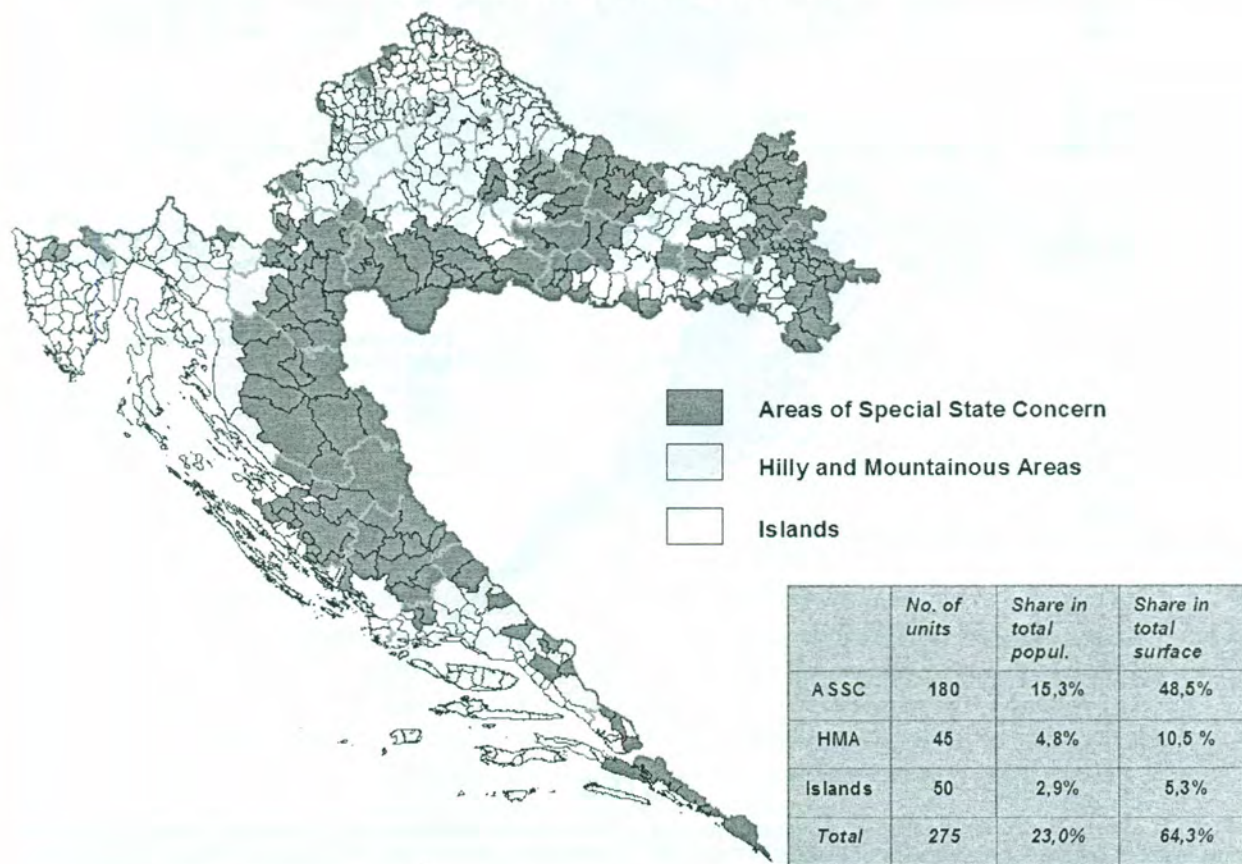 Areas of Special State Concern
Hilly and Mountainous Areas
Islands
No. of units Share in total popul. Share in total surface
ASSC 180 15,3% 48,5%
HMA 45 4,8% 10,5 %
Islands 50 2,9% 5,3%
Total 275 23,0% 64,3%